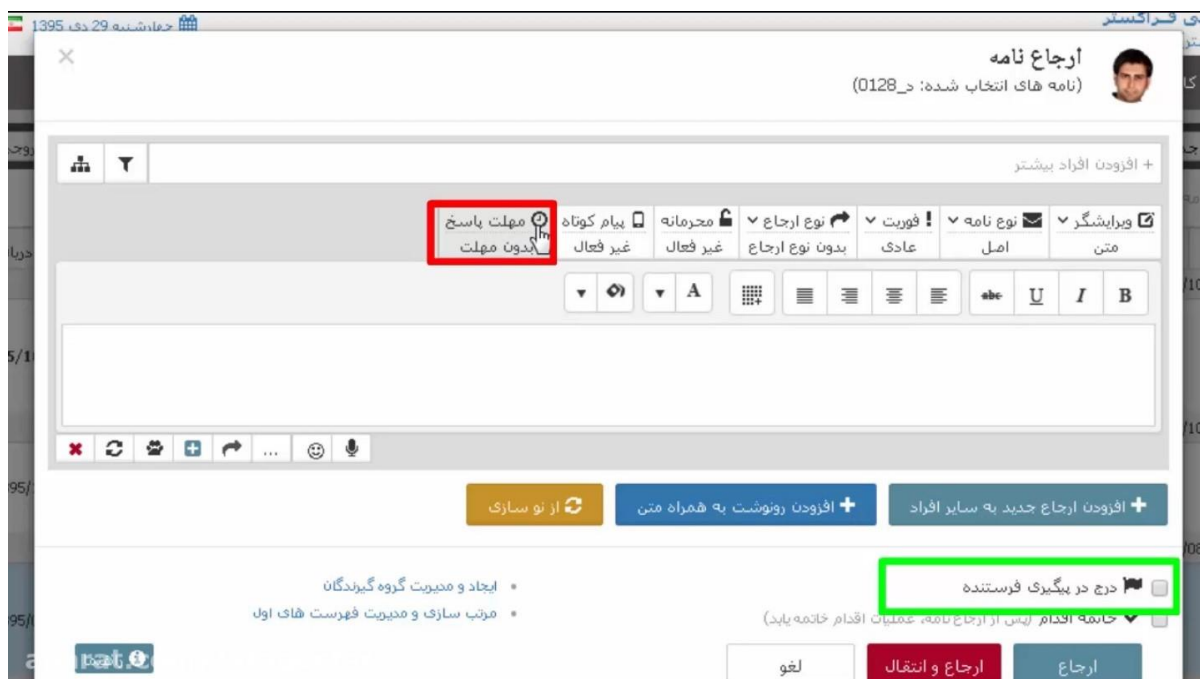 چهارشنبه 29 دی 1395
فراگستر
ارجاع نامه
(نامه های انتخاب شده: د_0128)
+ افزودن افراد بیشتر
ویرایشگر نوع نامه فوریت نوع ارجاع محرمانه پیام کوتاه مهلت پاسخ
متن اصل عادی بدون نوع ارجاع غیر فعال غیر فعال بدون مهلت
B I U abc A
...
+ افزودن ارجاع جدید به سایر افراد + افزودن رونوشت به همراه متن از نو سازی
درج در پیگیری فرستنده
خاتمه اقدام (پس از ارجاع نامه، عملیات اقدام خاتمه یابد)
ایجاد و مدیریت گروه گیرندگان
مرتب سازی و مدیریت فهرست های اول
ارجاع ارجاع و انتقال لغو